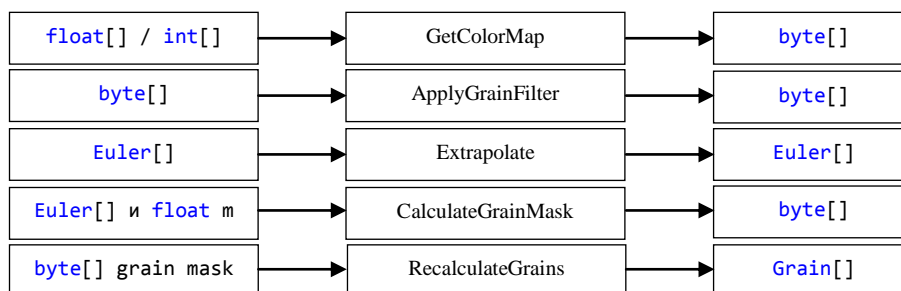 float[] / int[] GetColorMap byte[]
byte[] ApplyGrainFilter byte[]
Euler[] Extrapolate Euler[]
Euler[] и float m CalculateGrainMask byte[]
byte[] grain mask RecalculateGrains Grain[]